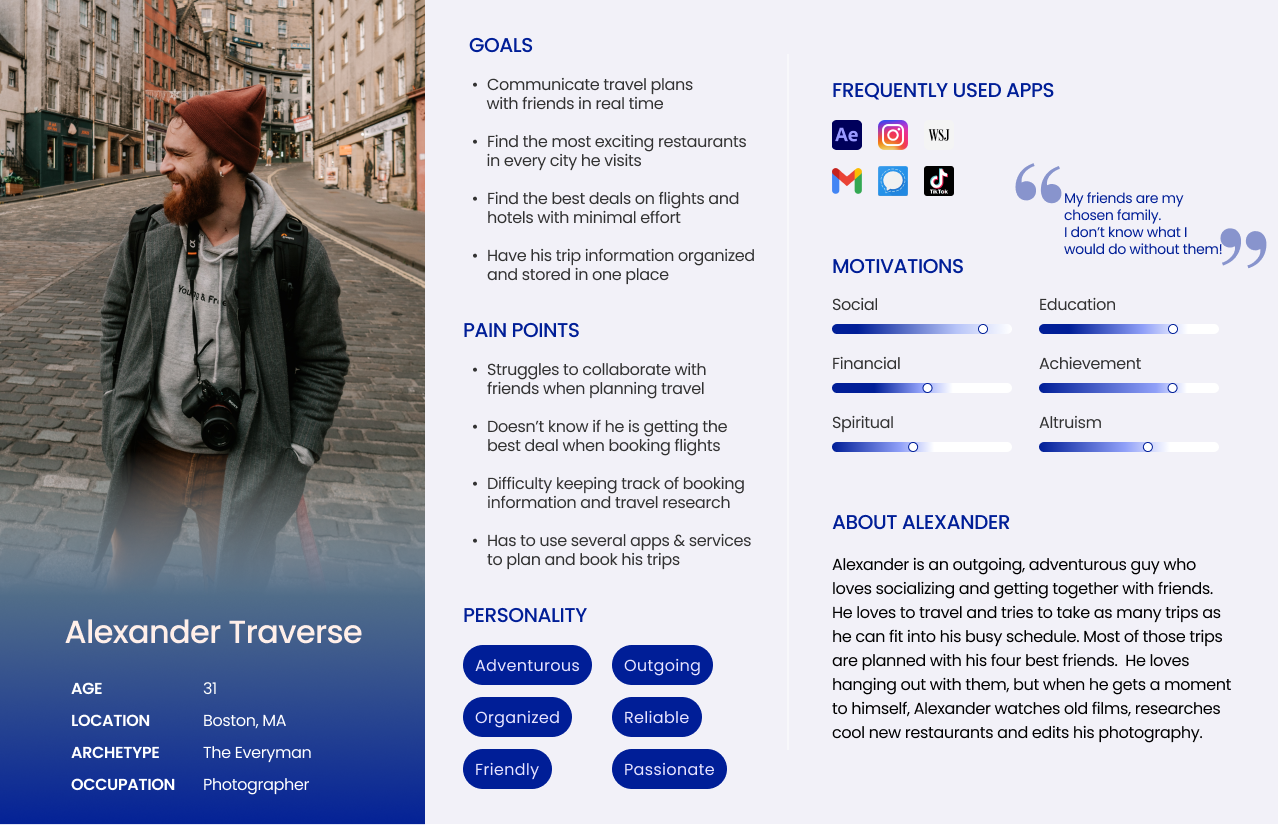 Young & Free
Alexander Traverse
AGE 31
LOCATION Boston, MA
ARCHETYPE The Everyman
OCCUPATION Photographer
GOALS
• Communicate travel plans
with friends in real time
• Find the most exciting restaurants
in every city he visits
• Find the best deals on flights and
hotels with minimal effort
• Have his trip information organized
and stored in one place
PAIN POINTS
• Struggles to collaborate with
friends when planning travel
• Doesn’t know if he is getting the
best deal when booking flights
• Difficulty keeping track of booking
information and travel research
• Has to use several apps & services
to plan and book his trips
PERSONALITY
Adventurous Outgoing
Organized Reliable
Friendly Passionate
FREQUENTLY USED APPS
Ae WSJ
TikTok
“My friends are my
chosen family.
I don’t know what I
would do without them!”
MOTIVATIONS
Social Education
Financial Achievement
Spiritual Altruism
ABOUT ALEXANDER
Alexander is an outgoing, adventurous guy who
loves socializing and getting together with friends.
He loves to travel and tries to take as many trips as
he can fit into his busy schedule. Most of those trips
are planned with his four best friends.  He loves
hanging out with them, but when he gets a moment
to himself, Alexander watches old films, researches
cool new restaurants and edits his photography.